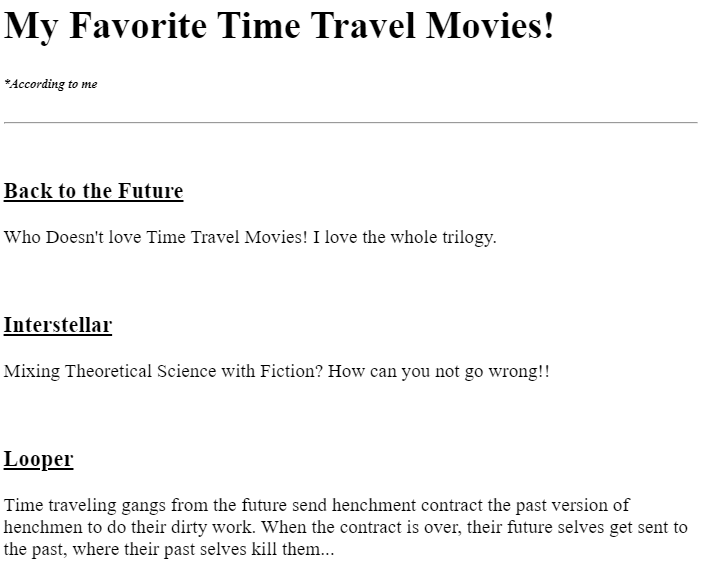 My Favorite Time Travel Movies!
*According to me
Back to the Future
Who Doesn't love Time Travel Movies! I love the whole trilogy.
Interstellar
Mixing Theoretical Science with Fiction? How can you not go wrong!!
Looper
Time traveling gangs from the future send henchment contract the past version of
henchmen to do their dirty work. When the contract is over, their future selves get sent to
the past, where their past selves kill them...